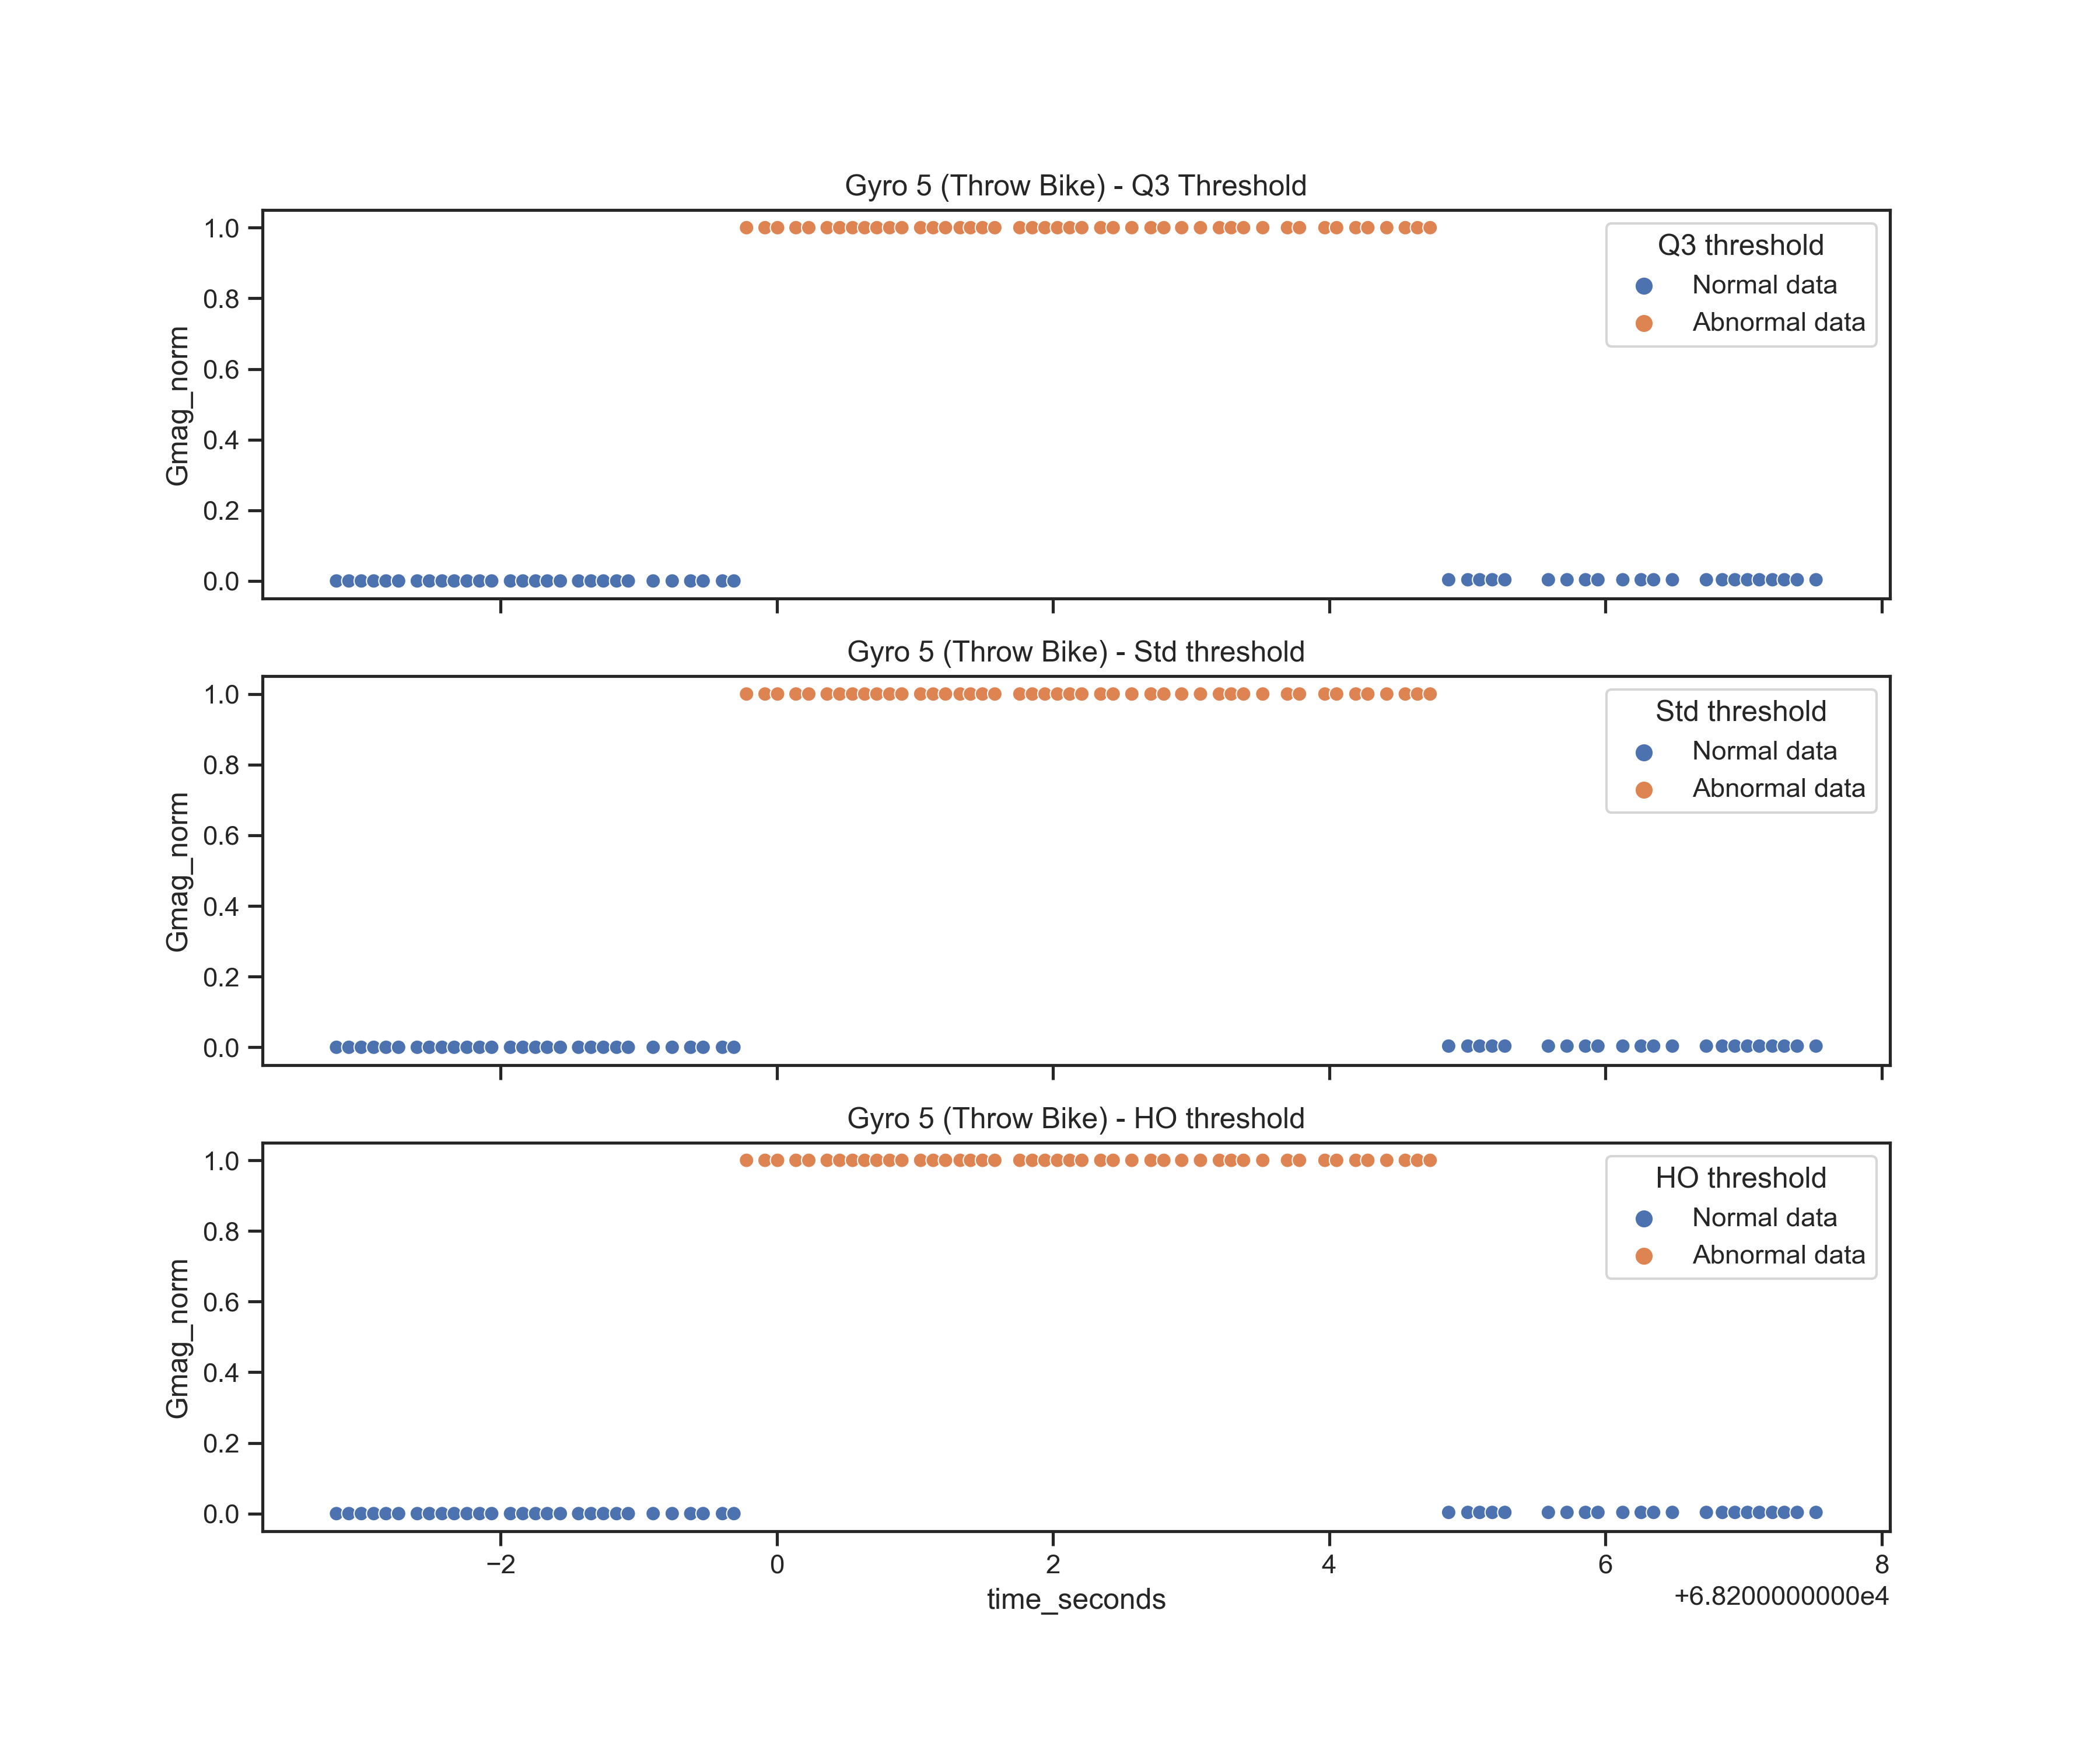 Gyro 5 (Throw Bike) - Q3 Threshold
1.0
0.8
0.6
0.4
0.2
0.0
Gmag_norm
Q3 threshold
Normal data
Abnormal data
Gyro 5 (Throw Bike) - Std threshold
1.0
0.8
0.6
0.4
0.2
0.0
Gmag_norm
Std threshold
Normal data
Abnormal data
Gyro 5 (Throw Bike) - HO threshold
1.0
0.8
0.6
0.4
0.2
0.0
Gmag_norm
HO threshold
Normal data
Abnormal data
−2 0 2 4 6 8
time_seconds
+6.8200000000e4